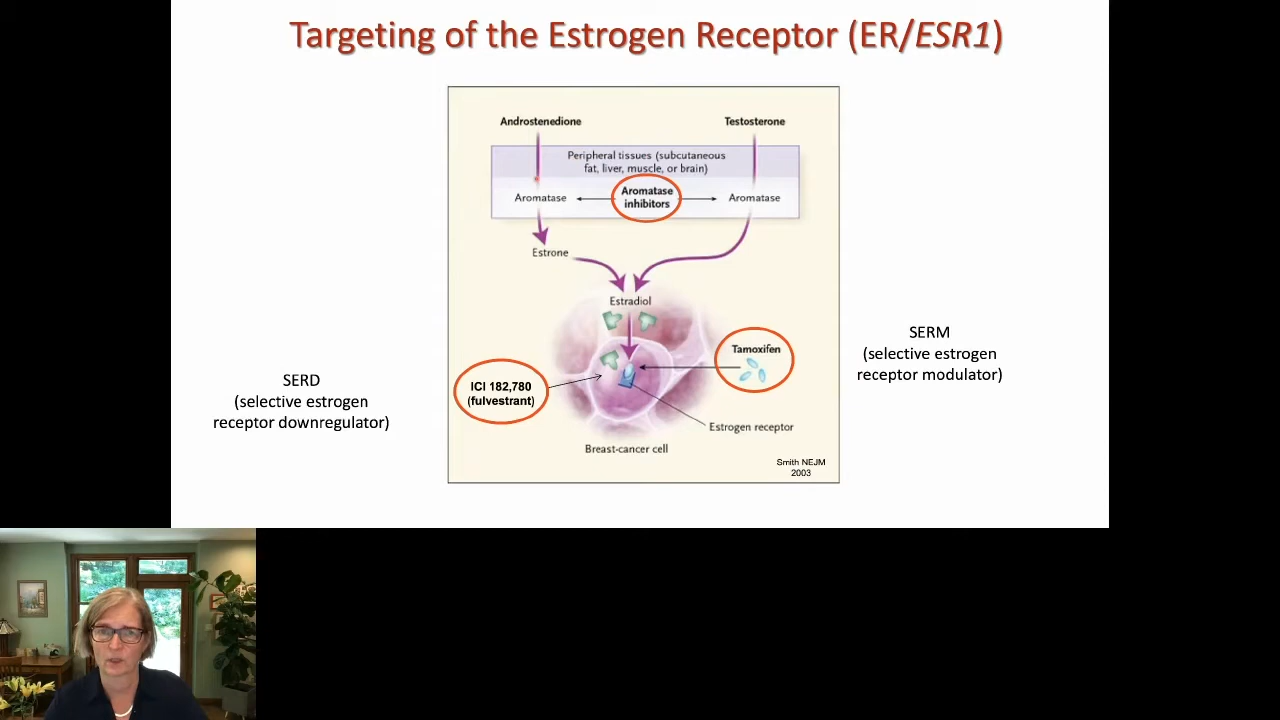 Targeting of the Estrogen Receptor (ER/ESR1)
Androstenedione
Testosterone
Peripheral tissues (subcutaneous
fat, liver, muscle, or brain)
Aromatase
Aromatase
inhibitors
Aromatase
Estrone
Estradiol
Tamoxifen
SERM
(selective estrogen
receptor modulator)
SERD
(selective estrogen
receptor downregulator)
ICI 182,780
(fulvestrant)
Estrogen receptor
Breast-cancer cell
Smith NEJM
2003